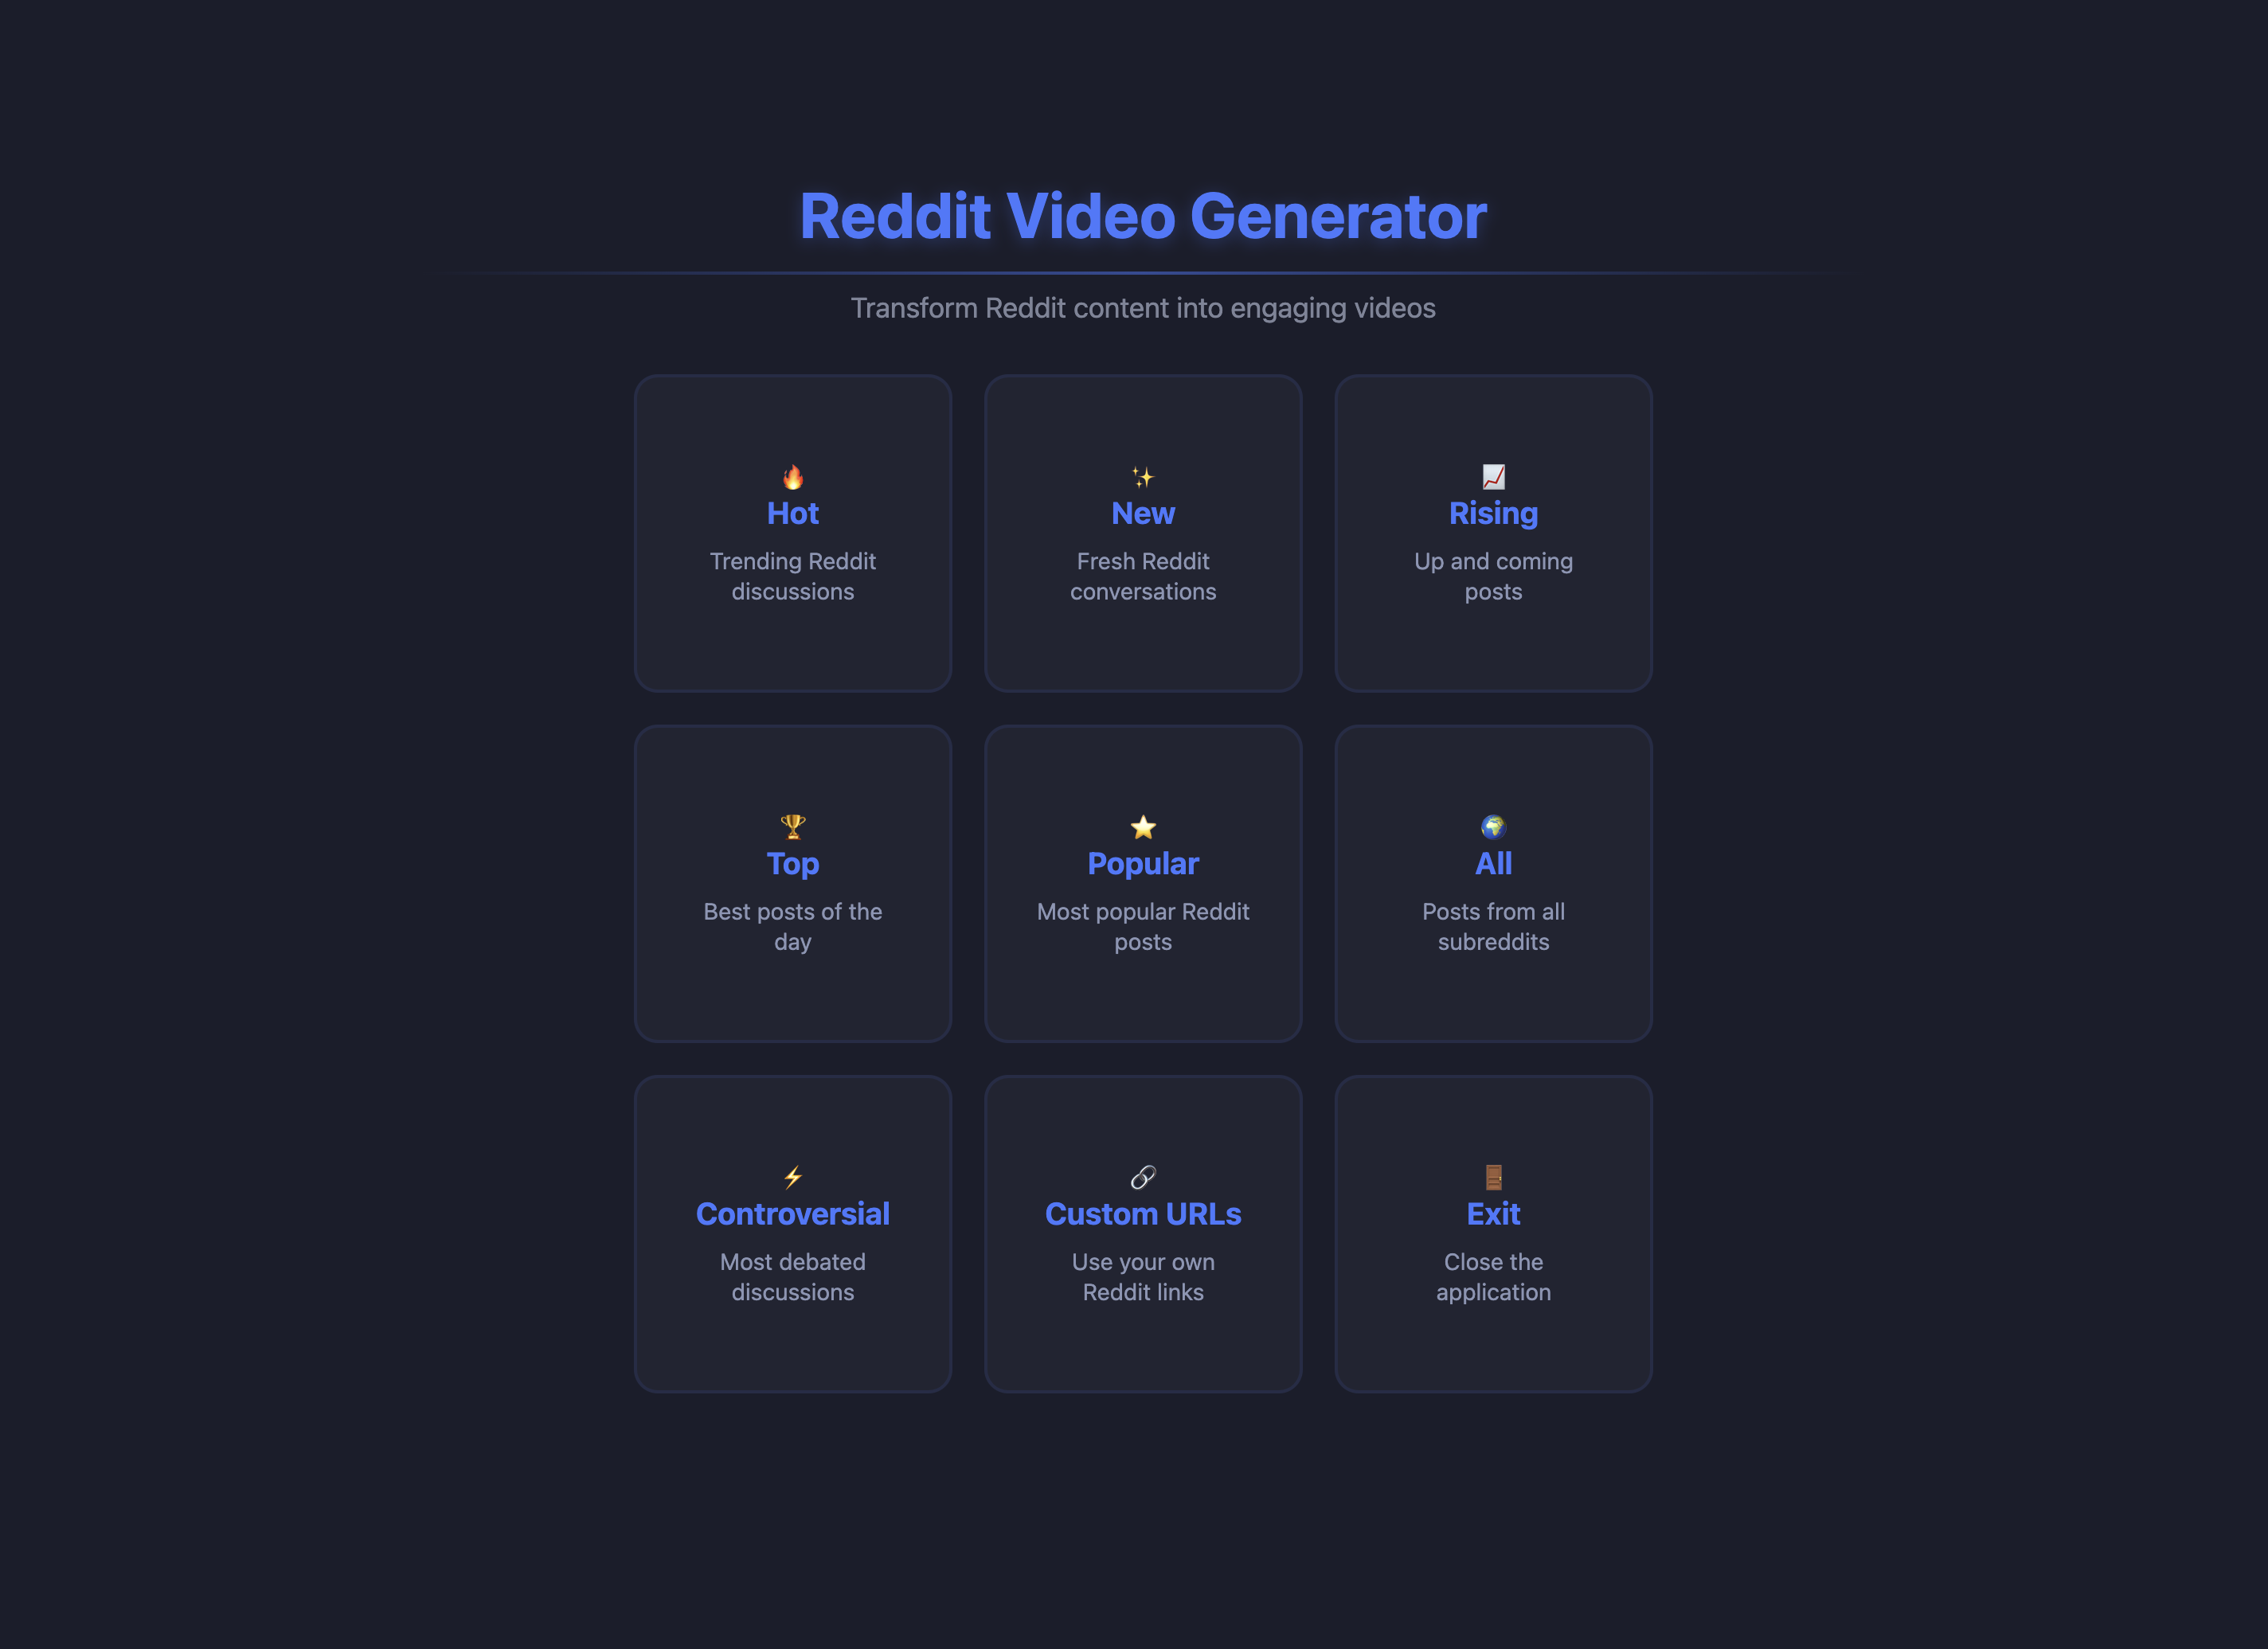 Reddit Video Generator
Transform Reddit content into engaging videos
Hot
Trending Reddit
discussions
New
Fresh Reddit
conversations
Rising
Up and coming
posts
Top
Best posts of the
day
Popular
Most popular Reddit
posts
All
Posts from all
subreddits
Controversial
Most debated
discussions
Custom URLs
Use your own
Reddit links
Exit
Close the
application